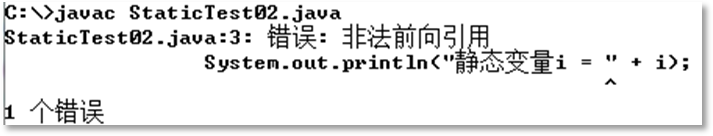 C:\>javac StaticTest02.java
StaticTest02.java:3: 错误: 非法前向引用
System.out.println("静态变量i = " + i);
^
1 个错误